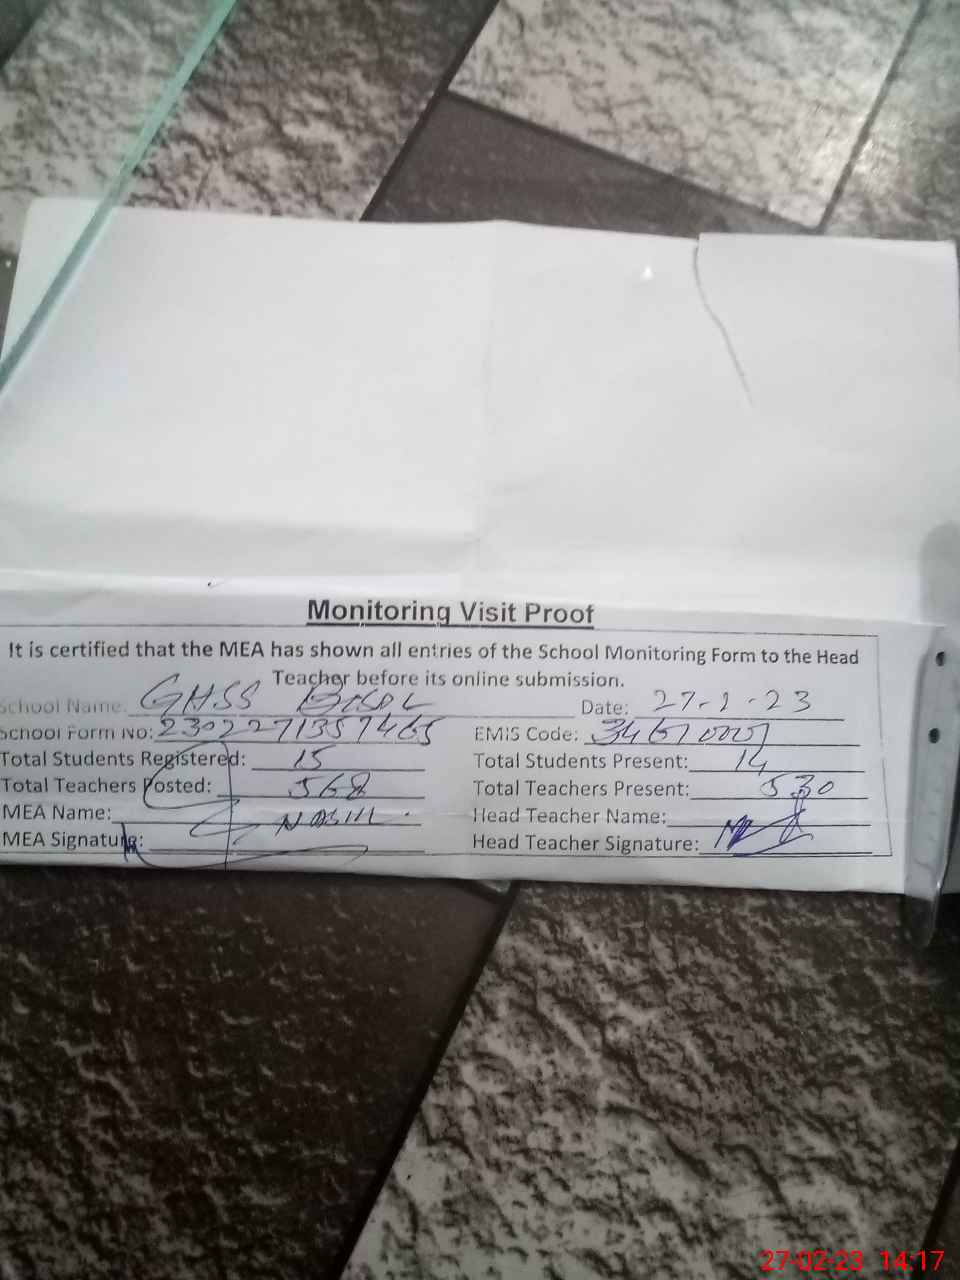 Monitoring Visit Proof
It is certified that the MEA has shown all entries of the School Monitoring Form to the Head
Teacher before its online submission.
School Name: GHSS Date: 27-2-23
School Form No: 2302271357465 EMIS Code:
Total Students Registered: 15 Total Students Present: 14
Total Teachers Posted: 568 Total Teachers Present: 530
MEA Name: Head Teacher Name:
MEA Signature: Head Teacher Signature:
27-02-23 14:17